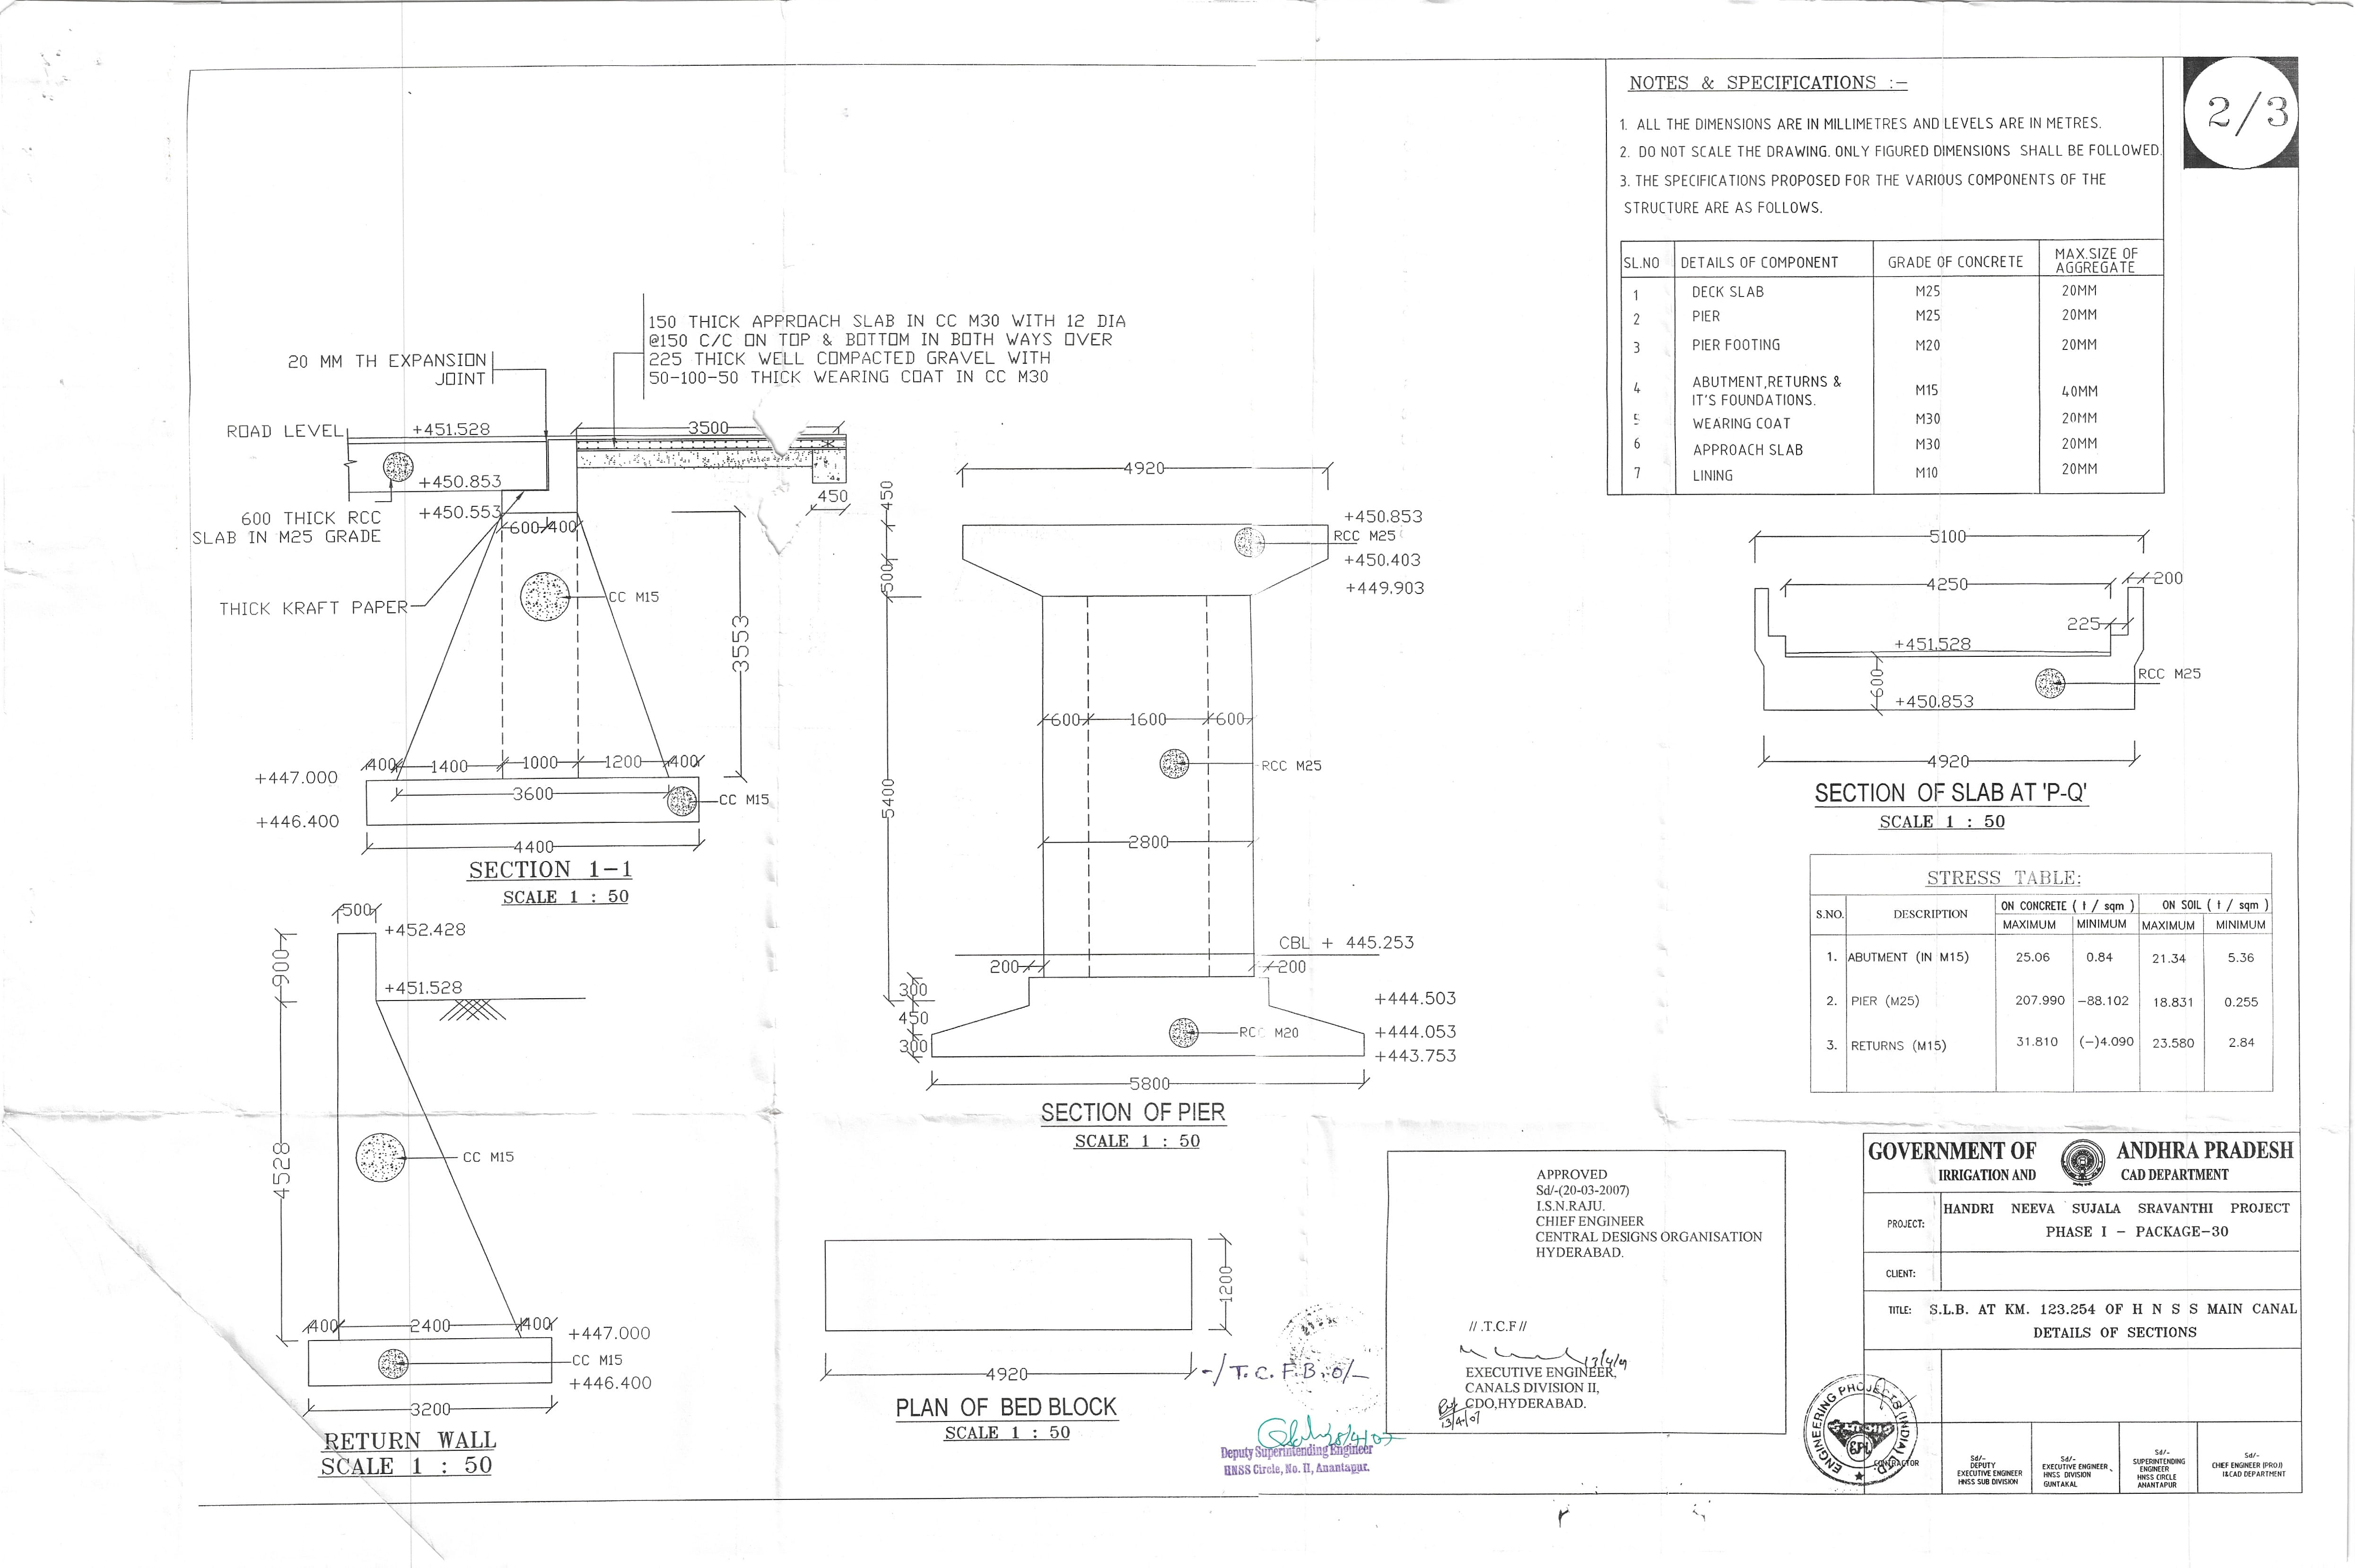 NOTES & SPECIFICATIONS :-
1. ALL THE DIMENSIONS ARE IN MILLIMETRES AND LEVELS ARE IN METRES.
2. DO NOT SCALE THE DRAWING. ONLY FIGURED DIMENSIONS SHALL BE FOLLOWED.
3. THE SPECIFICATIONS PROPOSED FOR THE VARIOUS COMPONENTS OF THE
STRUCTURE ARE AS FOLLOWS.
2/3
SL.NO DETAILS OF COMPONENT GRADE OF CONCRETE MAX.SIZE OF AGGREGATE
1 DECK SLAB M25 20MM
2 PIER M25 20MM
3 PIER FOOTING M20 20MM
4 ABUTMENT,RETURNS & IT'S FOUNDATIONS. M15 40MM
5 WEARING COAT M30 20MM
6 APPROACH SLAB M30 20MM
7 LINING M10 20MM
150 THICK APPROACH SLAB IN CC M30 WITH 12 DIA
@150 C/C ON TOP & BOTTOM IN BOTH WAYS OVER
225 THICK WELL COMPACTED GRAVEL WITH
50-100-50 THICK WEARING COAT IN CC M30
20 MM TH EXPANSION
JOINT
ROAD LEVEL
+451.528
3500
+450.853
450
+450.553
600 400
600 THICK RCC
SLAB IN M25 GRADE
THICK KRAFT PAPER
CC M15
3553
400 1400 1000 1200 400
+447.000
3600
CC M15
+446.400
4400
SECTION 1-1
SCALE 1 : 50
4920
450
+450.853
RCC M25
+450.403
500
+449.903
600 1600 600
RCC M25
5400
2800
CBL + 445.253
200 200
300
+444.503
450
+444.053
RCC M20
300
+443.753
5800
SECTION OF PIER
SCALE 1 : 50
5100
4250
200
225
+451.528
600
RCC M25
+450.853
4920
SECTION OF SLAB AT 'P-Q'
SCALE 1 : 50
STRESS TABLE:
S.NO. DESCRIPTION ON CONCRETE ( t / sqm ) ON SOIL ( t / sqm )
MAXIMUM MINIMUM MAXIMUM MINIMUM
1. ABUTMENT (IN M15) 25.06 0.84 21.34 5.36
2. PIER (M25) 207.990 -88.102 18.831 0.255
3. RETURNS (M15) 31.810 (-)4.090 23.580 2.84
500
+452.428
900
+451.528
4528
CC M15
400 2400 400
+447.000
CC M15
+446.400
3200
RETURN WALL
SCALE 1 : 50
1200
4920
PLAN OF BED BLOCK
SCALE 1 : 50
-/T.C.F.B.O/-
Deputy Superintending Engineer
HNSS Circle, No. II, Anantapur.
APPROVED
Sd/-(20-03-2007)
I.S.N.RAJU.
CHIEF ENGINEER
CENTRAL DESIGNS ORGANISATION
HYDERABAD.
// .T.C.F //
13/4/07
EXECUTIVE ENGINEER,
CANALS DIVISION II,
CDO,HYDERABAD.
13/4/07
GOVERNMENT OF ANDHRA PRADESH
IRRIGATION AND CAD DEPARTMENT
PROJECT: HANDRI NEEVA SUJALA SRAVANTHI PROJECT
PHASE I - PACKAGE-30
CLIENT:
TITLE: S.L.B. AT KM. 123.254 OF H N S S MAIN CANAL
DETAILS OF SECTIONS
ENGINEERING PROJECTS (INDIA) LTD.
EPI
CONTRACTOR
Sd/-
DEPUTY
EXECUTIVE ENGINEER
HNSS SUB DIVISION
Sd/-
EXECUTIVE ENGINEER
HNSS DIVISION
GUNTAKAL
Sd/-
SUPERINTENDING
ENGINEER
HNSS CIRCLE
ANANTAPUR
Sd/-
CHIEF ENGINEER (PROJ)
I&CAD DEPARTMENT